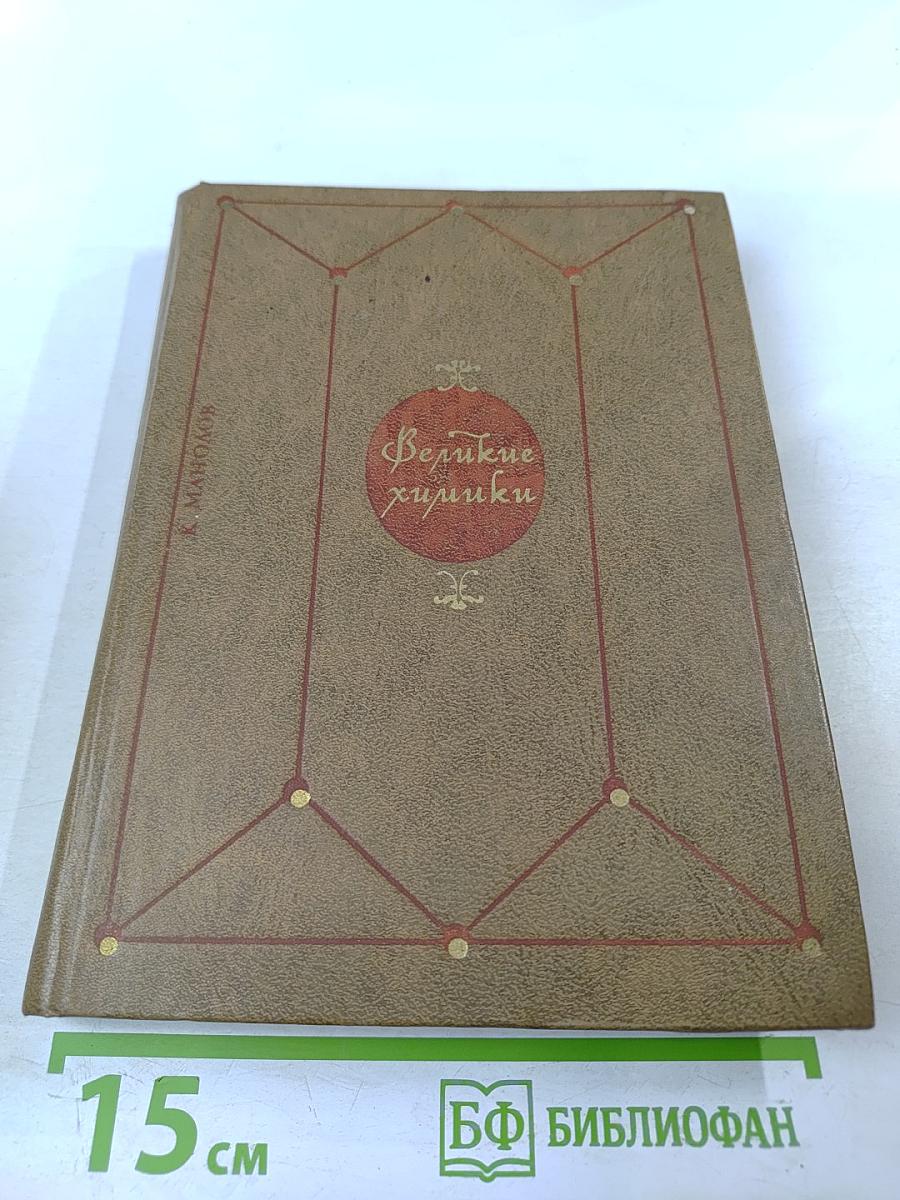 К. МАНОЛОВ
Великие
химики
15 см
БФ БИБЛИОФАН